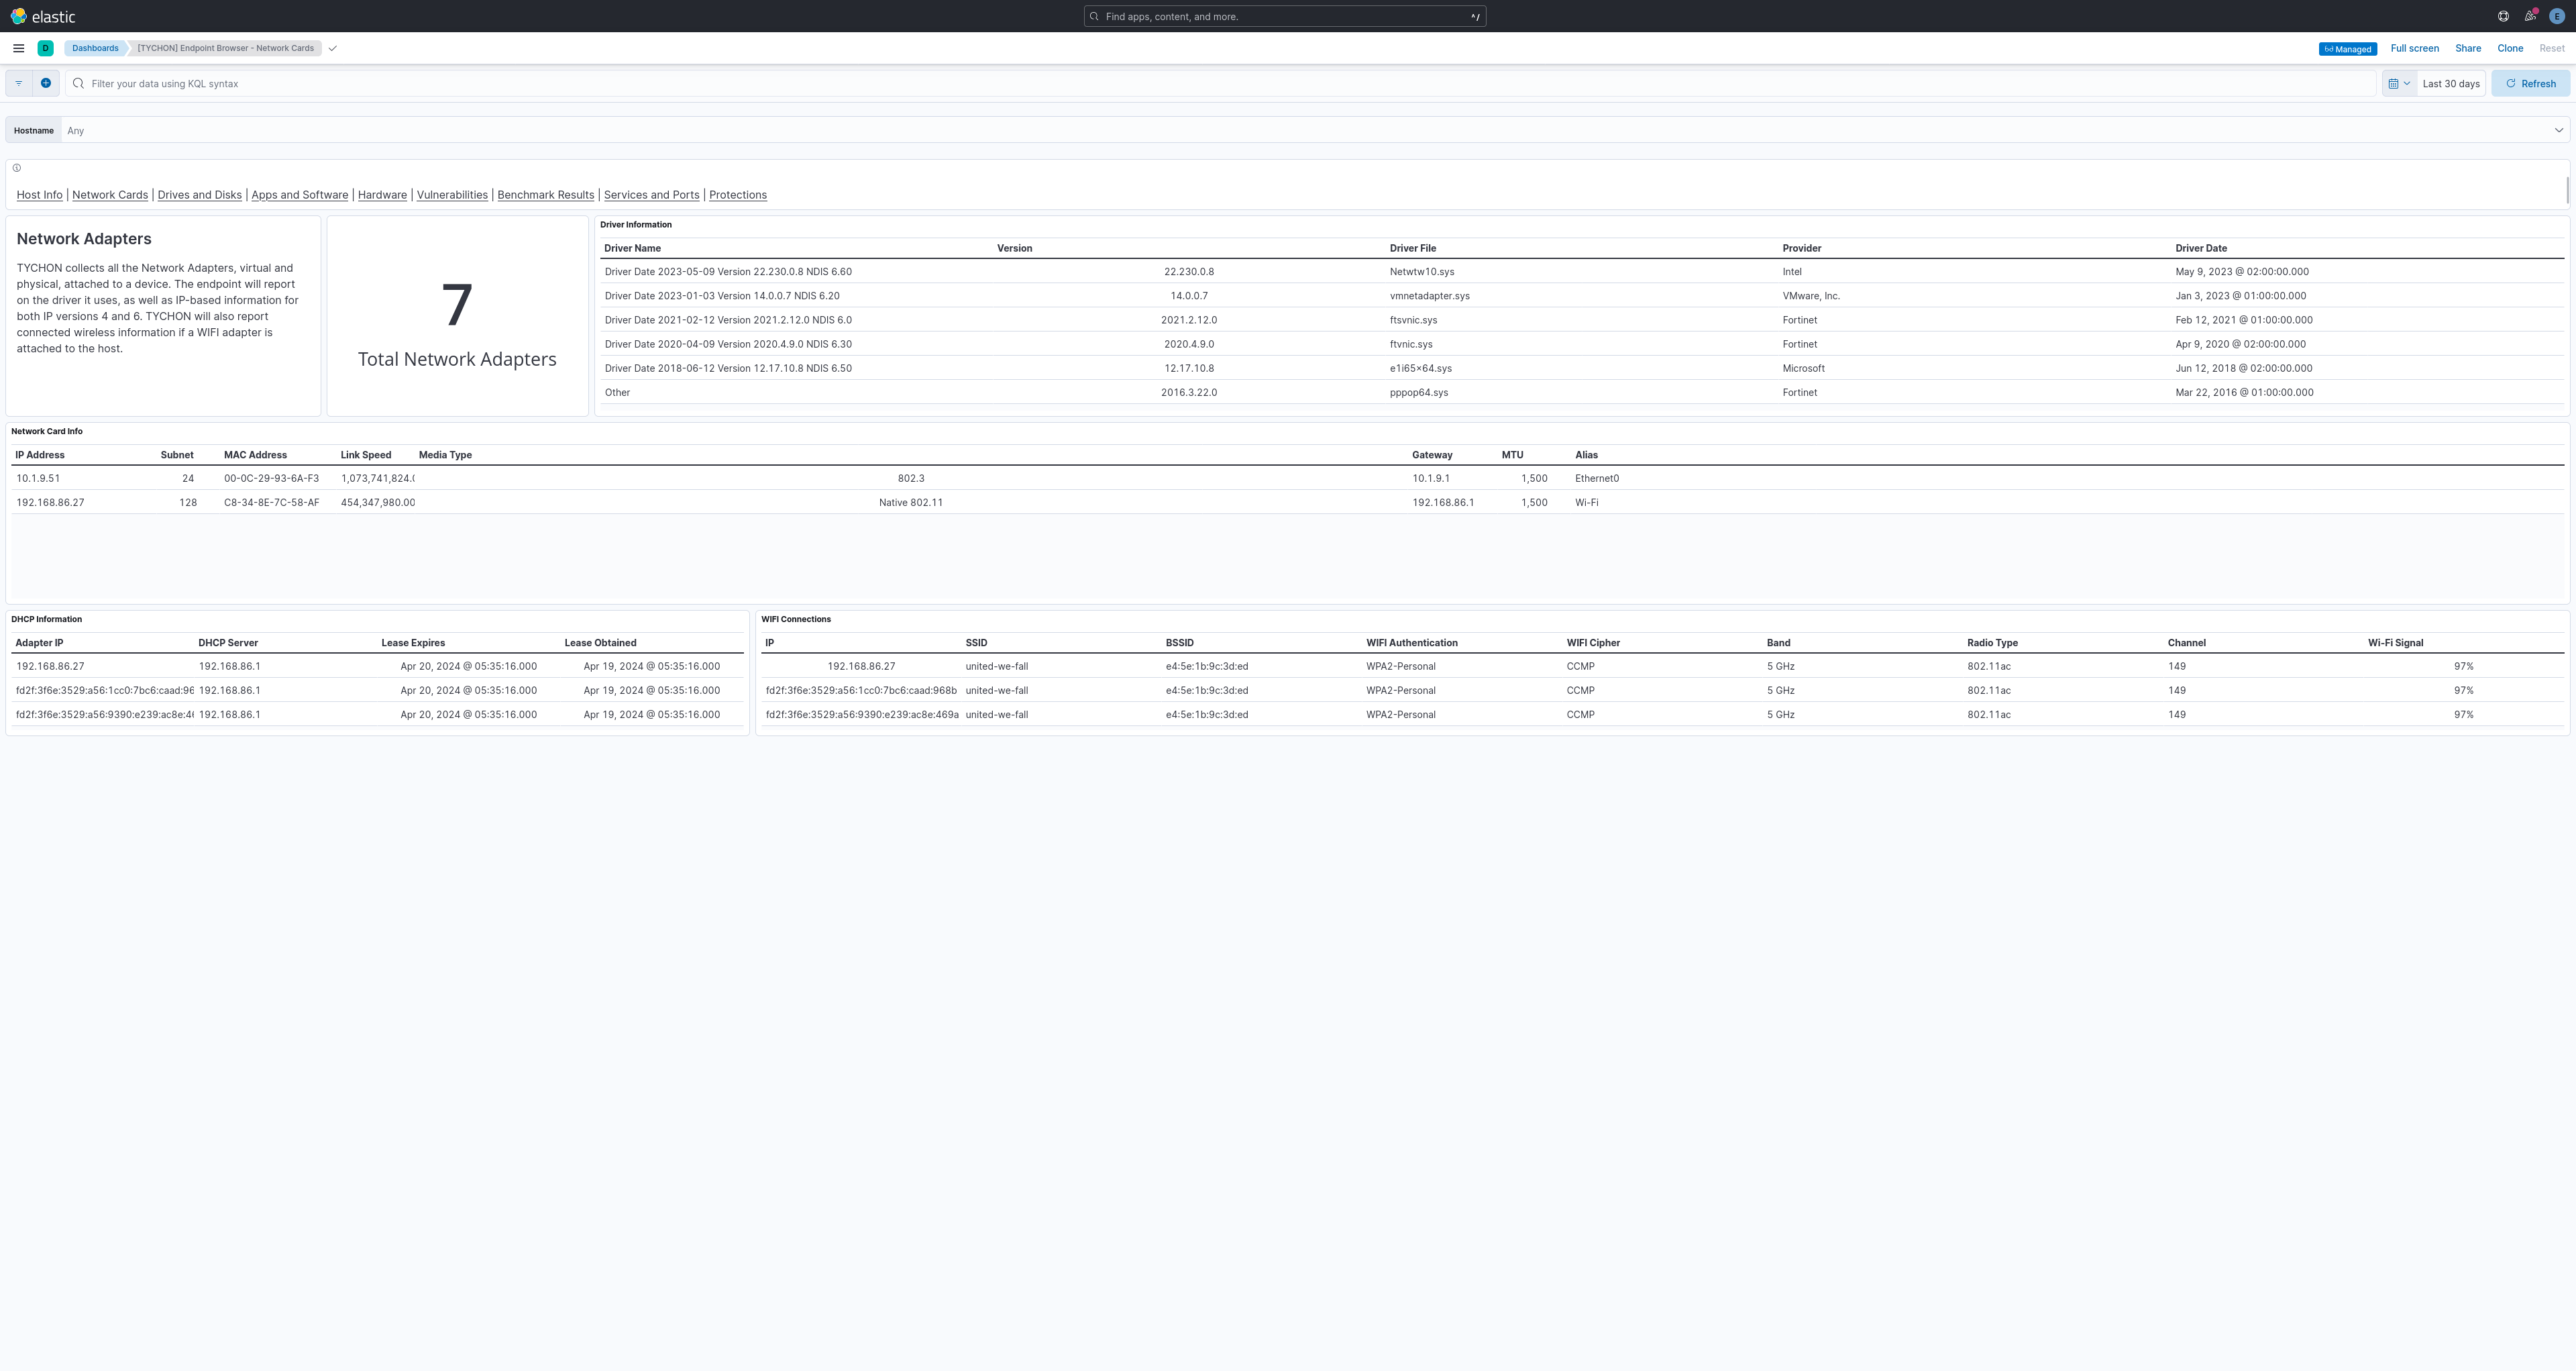 elastic
Find apps, content, and more.
^/
E
D
Dashboards
[TYCHON] Endpoint Browser - Network Cards
Managed
Full screen
Share
Clone
Reset
Filter your data using KQL syntax
Last 30 days
Refresh
Hostname
Any
Host Info | Network Cards | Drives and Disks | Apps and Software | Hardware | Vulnerabilities | Benchmark Results | Services and Ports | Protections
Network Adapters
TYCHON collects all the Network Adapters, virtual and
physical, attached to a device. The endpoint will report
on the driver it uses, as well as IP-based information for
both IP versions 4 and 6. TYCHON will also report
connected wireless information if a WIFI adapter is
attached to the host.
7
Total Network Adapters
Driver Information
Driver Name Version Driver File Provider Driver Date
Driver Date 2023-05-09 Version 22.230.0.8 NDIS 6.60 22.230.0.8 Netwtw10.sys Intel May 9, 2023 @ 02:00:00.000
Driver Date 2023-01-03 Version 14.0.0.7 NDIS 6.20 14.0.0.7 vmnetadapter.sys VMware, Inc. Jan 3, 2023 @ 01:00:00.000
Driver Date 2021-02-12 Version 2021.2.12.0 NDIS 6.0 2021.2.12.0 ftsvnic.sys Fortinet Feb 12, 2021 @ 01:00:00.000
Driver Date 2020-04-09 Version 2020.4.9.0 NDIS 6.30 2020.4.9.0 ftvnic.sys Fortinet Apr 9, 2020 @ 02:00:00.000
Driver Date 2018-06-12 Version 12.17.10.8 NDIS 6.50 12.17.10.8 e1i65×64.sys Microsoft Jun 12, 2018 @ 02:00:00.000
Other 2016.3.22.0 pppop64.sys Fortinet Mar 22, 2016 @ 01:00:00.000
Network Card Info
IP Address Subnet MAC Address Link Speed Media Type Gateway MTU Alias
10.1.9.51 24 00-0C-29-93-6A-F3 1,073,741,824.0 802.3 10.1.9.1 1,500 Ethernet0
192.168.86.27 128 C8-34-8E-7C-58-AF 454,347,980.00 Native 802.11 192.168.86.1 1,500 Wi-Fi
DHCP Information
Adapter IP DHCP Server Lease Expires Lease Obtained
192.168.86.27 192.168.86.1 Apr 20, 2024 @ 05:35:16.000 Apr 19, 2024 @ 05:35:16.000
fd2f:3f6e:3529:a56:1cc0:7bc6:caad:96 192.168.86.1 Apr 20, 2024 @ 05:35:16.000 Apr 19, 2024 @ 05:35:16.000
fd2f:3f6e:3529:a56:9390:e239:ac8e:46 192.168.86.1 Apr 20, 2024 @ 05:35:16.000 Apr 19, 2024 @ 05:35:16.000
WIFI Connections
IP SSID BSSID WIFI Authentication WIFI Cipher Band Radio Type Channel Wi-Fi Signal
192.168.86.27 united-we-fall e4:5e:1b:9c:3d:ed WPA2-Personal CCMP 5 GHz 802.11ac 149 97%
fd2f:3f6e:3529:a56:1cc0:7bc6:caad:968b united-we-fall e4:5e:1b:9c:3d:ed WPA2-Personal CCMP 5 GHz 802.11ac 149 97%
fd2f:3f6e:3529:a56:9390:e239:ac8e:469a united-we-fall e4:5e:1b:9c:3d:ed WPA2-Personal CCMP 5 GHz 802.11ac 149 97%